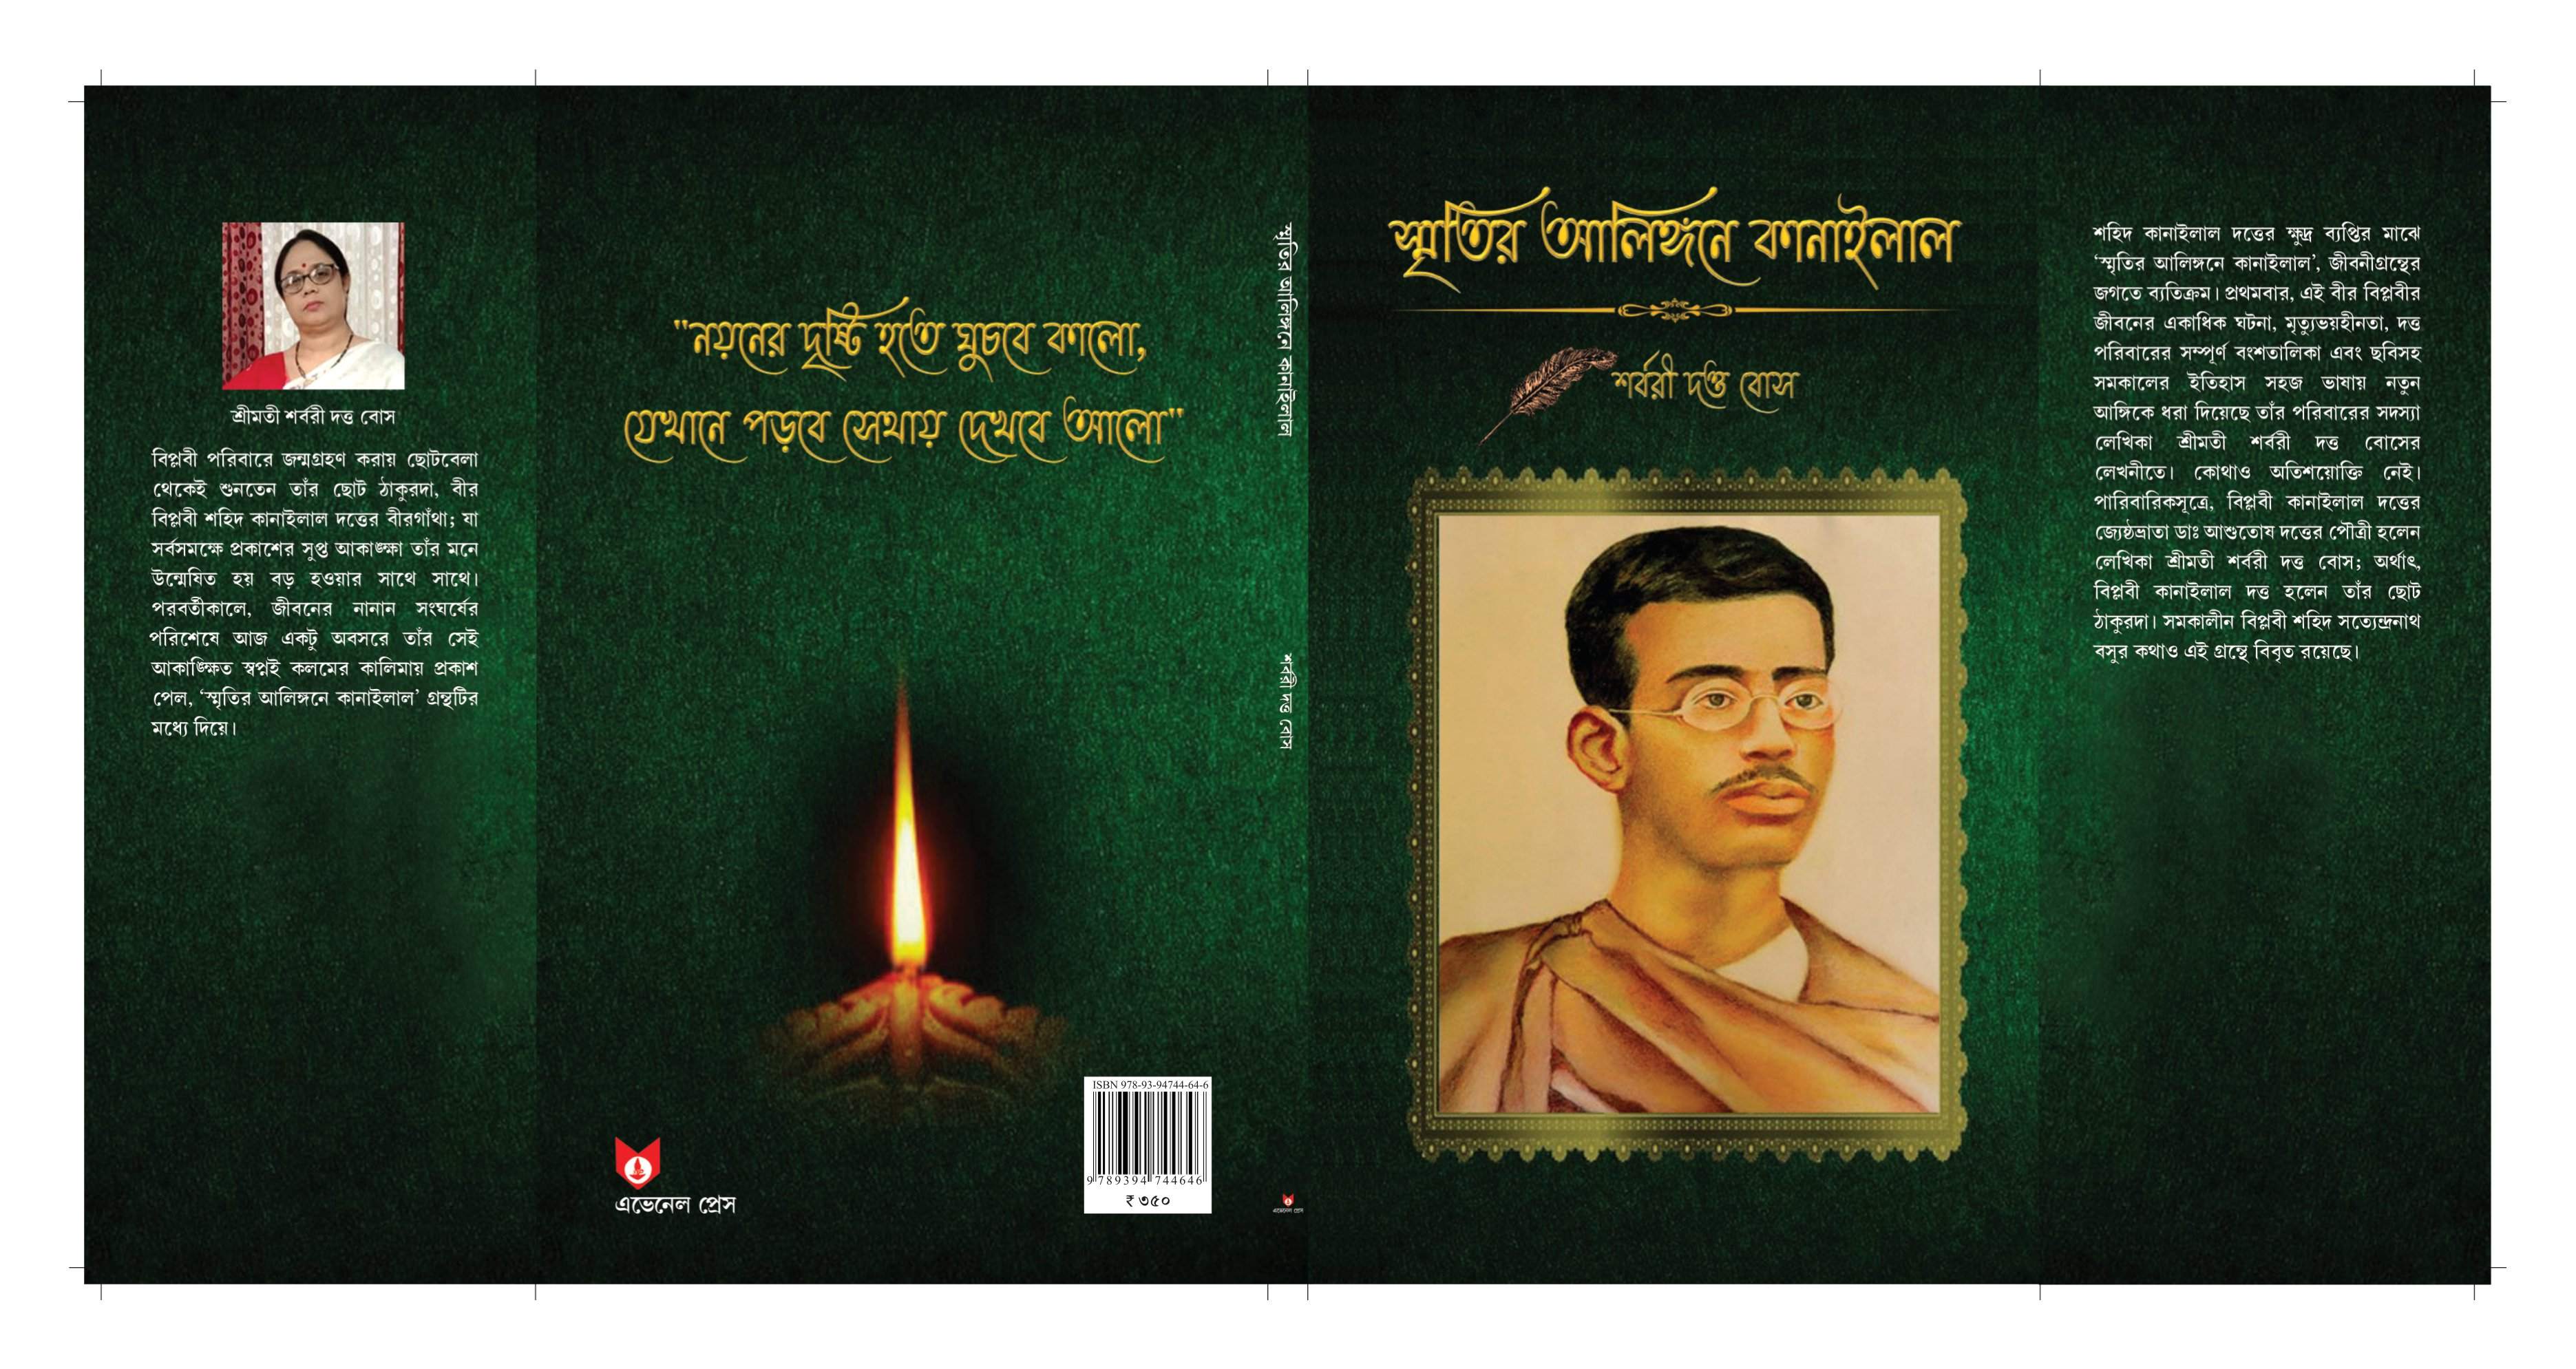 শ্রীমতী শর্বরী দত্ত বোস
বিপ্লবী পরিবারে জন্মগ্রহণ করায় ছোটবেলা
থেকেই শুনতেন তাঁর ছোট ঠাকুরদা, বীর
বিপ্লবী শহিদ কানাইলাল দত্তের বীরগাঁথা; যা
সর্বসমক্ষে প্রকাশের সুপ্ত আকাঙ্ক্ষা তাঁর মনে
উন্মেষিত হয় বড় হওয়ার সাথে সাথে।
পরবর্তীকালে, জীবনের নানান সংঘর্ষের
পরিশেষে আজ একটু অবসরে তাঁর সেই
আকাঙ্ক্ষিত স্বপ্নই কলমের কালিমায় প্রকাশ
পেল, ‘স্মৃতির আলিঙ্গনে কানাইলাল’ গ্রন্থটির
মধ্যে দিয়ে।
"নয়নের দৃষ্টি হতে ঘুচবে কালো,
যেখানে পড়বে সেথায় দেখবে আলো"
এভেনেল প্রেস
ISBN 978-93-94744-64-6
9 789394 744646
₹ ৩৫০
স্মৃতির আলিঙ্গনে কানাইলাল
শর্বরী দত্ত বোস
এভেনেল প্রেস
স্মৃতির আলিঙ্গনে কানাইলাল
শর্বরী দত্ত বোস
শহিদ কানাইলাল দত্তের ক্ষুদ্র ব্যপ্তির মাঝে
‘স্মৃতির আলিঙ্গনে কানাইলাল’, জীবনীগ্রন্থের
জগতে ব্যতিক্রম। প্রথমবার, এই বীর বিপ্লবীর
জীবনের একাধিক ঘটনা, মৃত্যুভয়হীনতা, দত্ত
পরিবারের সম্পূর্ণ বংশতালিকা এবং ছবিসহ
সমকালের ইতিহাস সহজ ভাষায় নতুন
আঙ্গিকে ধরা দিয়েছে তাঁর পরিবারের সদস্যা
লেখিকা শ্রীমতী শর্বরী দত্ত বোসের
লেখনীতে। কোথাও অতিশয়োক্তি নেই।
পারিবারিকসূত্রে, বিপ্লবী কানাইলাল দত্তের
জ্যেষ্ঠভ্রাতা ডাঃ আশুতোষ দত্তের পৌত্রী হলেন
লেখিকা শ্রীমতী শর্বরী দত্ত বোস; অর্থাৎ,
বিপ্লবী কানাইলাল দত্ত হলেন তাঁর ছোট
ঠাকুরদা। সমকালীন বিপ্লবী শহিদ সত্যেন্দ্রনাথ
বসুর কথাও এই গ্রন্থে বিবৃত রয়েছে।